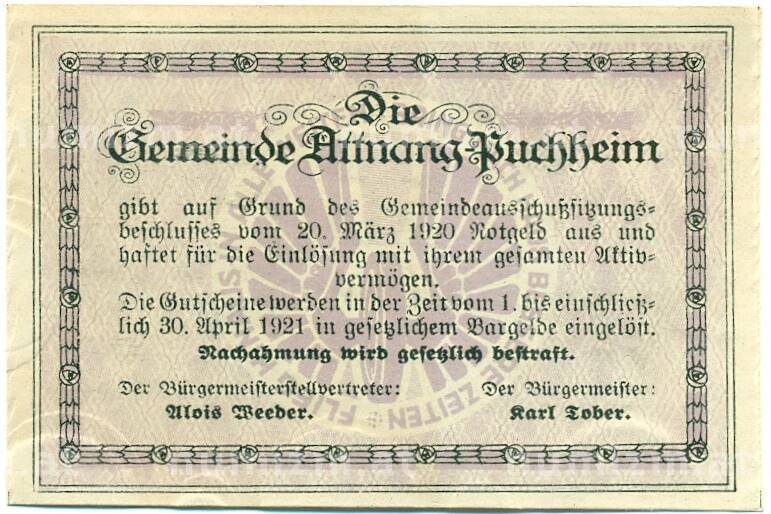 Die
Gemeinde Attnang-Puchheim
gibt auf Grund des Gemeindeausschußsitzungs=
beschlusses vom 20. März 1920 Notgeld aus und
haftet für die Einlösung mit ihrem gesamten Aktiv=
vermögen.
Die Gutscheine werden in der Zeit vom 1. bis einschließ=
lich 30. April 1921 in gesetzlichem Bargelde eingelöst.
Nachahmung wird gesetzlich bestraft.
Der Bürgermeisterstellvertreter: Der Bürgermeister:
Alois Weeder. Karl Tober.